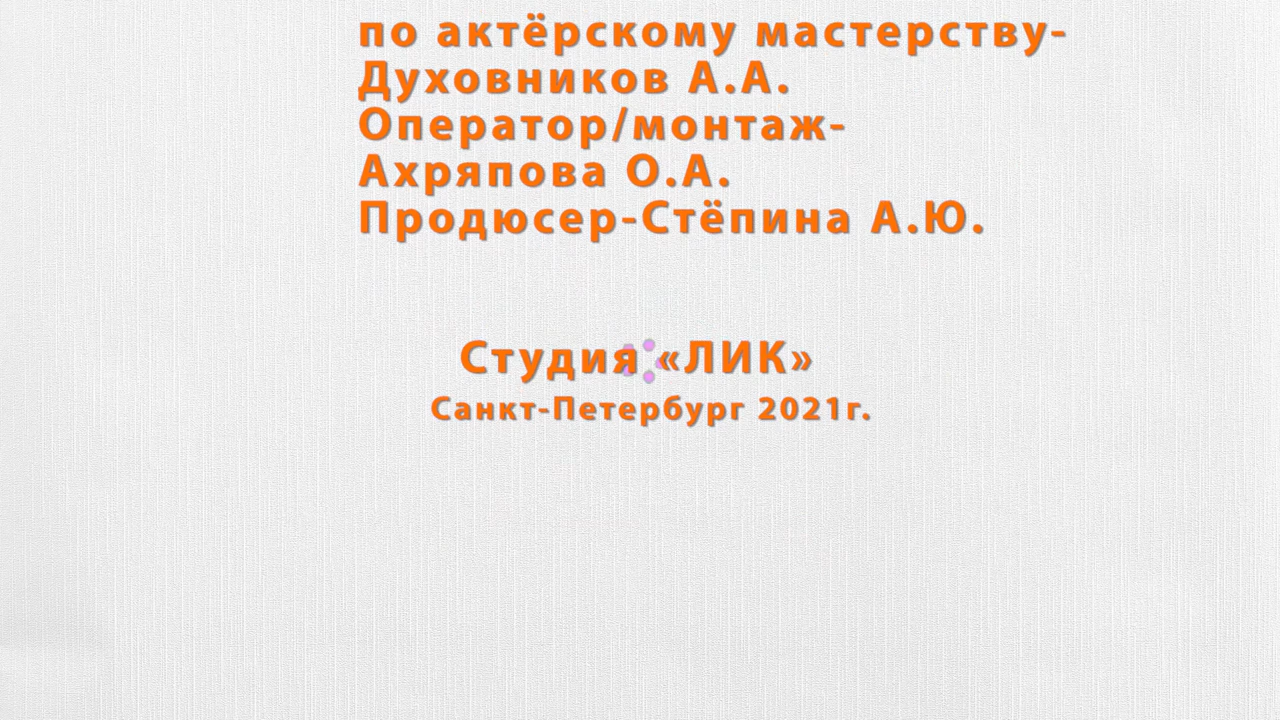 по актёрскому мастерству-
Духовников А.А.
Оператор/монтаж-
Ахряпова О.А.
Продюсер-Стёпина А.Ю.
Студия «ЛИК»
Санкт-Петербург 2021г.